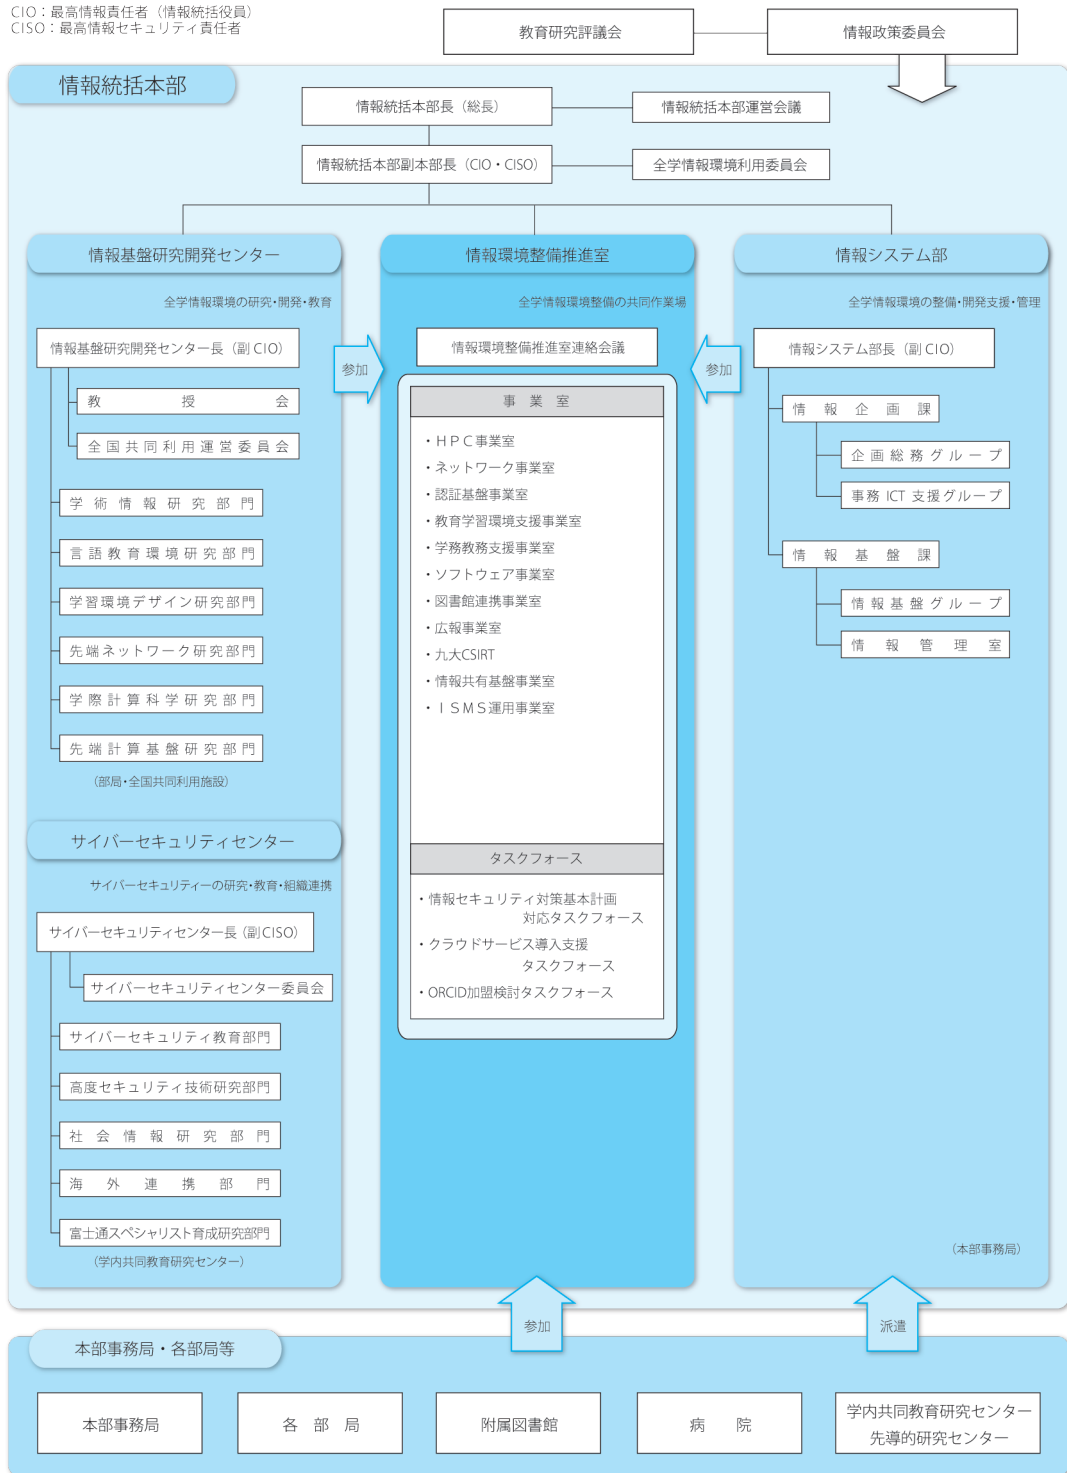 CIO：最高情報責任者（情報統括役員）
CISO：最高情報セキュリティ責任者
教育研究評議会
情報政策委員会
情報統括本部
情報統括本部長（総長）
情報統括本部運営会議
情報統括本部副本部長（CIO・CISO）
全学情報環境利用委員会
情報基盤研究開発センター
全学情報環境の研究・開発・教育
情報基盤研究開発センター長（副 CIO）
教授会
全国共同利用運営委員会
学術情報研究部門
言語教育環境研究部門
学習環境デザイン研究部門
先端ネットワーク研究部門
学際計算科学研究部門
先端計算基盤研究部門
（部局・全国共同利用施設）
サイバーセキュリティセンター
サイバーセキュリティーの研究・教育・組織連携
サイバーセキュリティセンター長（副 CISO）
サイバーセキュリティセンター委員会
サイバーセキュリティ教育部門
高度セキュリティ技術研究部門
社会情報研究部門
海外連携部門
富士通スペシャリスト育成研究部門
（学内共同教育研究センター）
参加
情報環境整備推進室
全学情報環境整備の共同作業場
情報環境整備推進室連絡会議
事業室
・ＨＰＣ事業室
・ネットワーク事業室
・認証基盤事業室
・教育学習環境支援事業室
・学務教務支援事業室
・ソフトウェア事業室
・図書館連携事業室
・広報事業室
・九大CSIRT
・情報共有基盤事業室
・ＩＳＭＳ運用事業室
タスクフォース
・情報セキュリティ対策基本計画
対応タスクフォース
・クラウドサービス導入支援
タスクフォース
・ORCID加盟検討タスクフォース
参加
情報システム部
全学情報環境の整備・開発支援・管理
情報システム部長（副 CIO）
情報企画課
企画総務グループ
事務 ICT 支援グループ
情報基盤課
情報基盤グループ
情報管理室
（本部事務局）
参加
派遣
本部事務局・各部局等
本部事務局
各部局
附属図書館
病院
学内共同教育研究センター
先導的研究センター